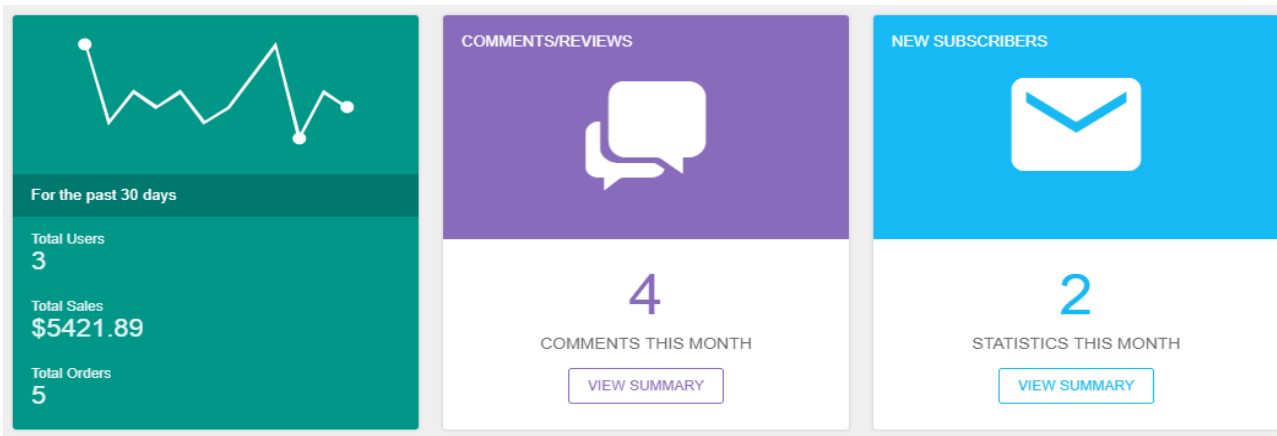 For the past 30 days
Total Users
3
Total Sales
$5421.89
Total Orders
5
COMMENTS/REVIEWS
4
COMMENTS THIS MONTH
VIEW SUMMARY
NEW SUBSCRIBERS
2
STATISTICS THIS MONTH
VIEW SUMMARY